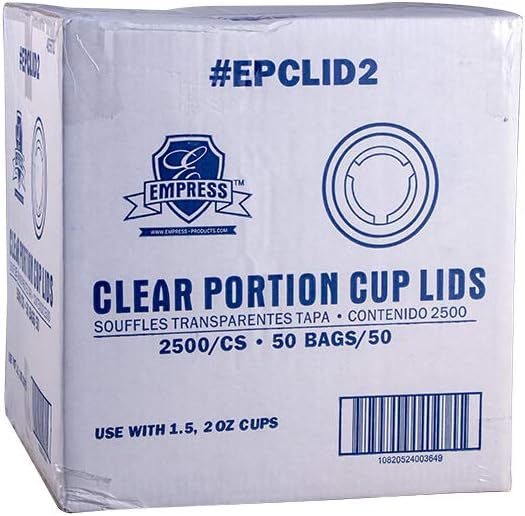 #EPCLID2
E
EMPRESS™
WWW.EMPRESS-PRODUCTS.COM
CLEAR PORTION CUP LIDS
SOUFFLES TRANSPARENTES TAPA • CONTENIDO 2500
2500/CS • 50 BAGS/50
USE WITH 1.5, 2 OZ CUPS
10820524003649
CLEAR PORTION CUP LIDS